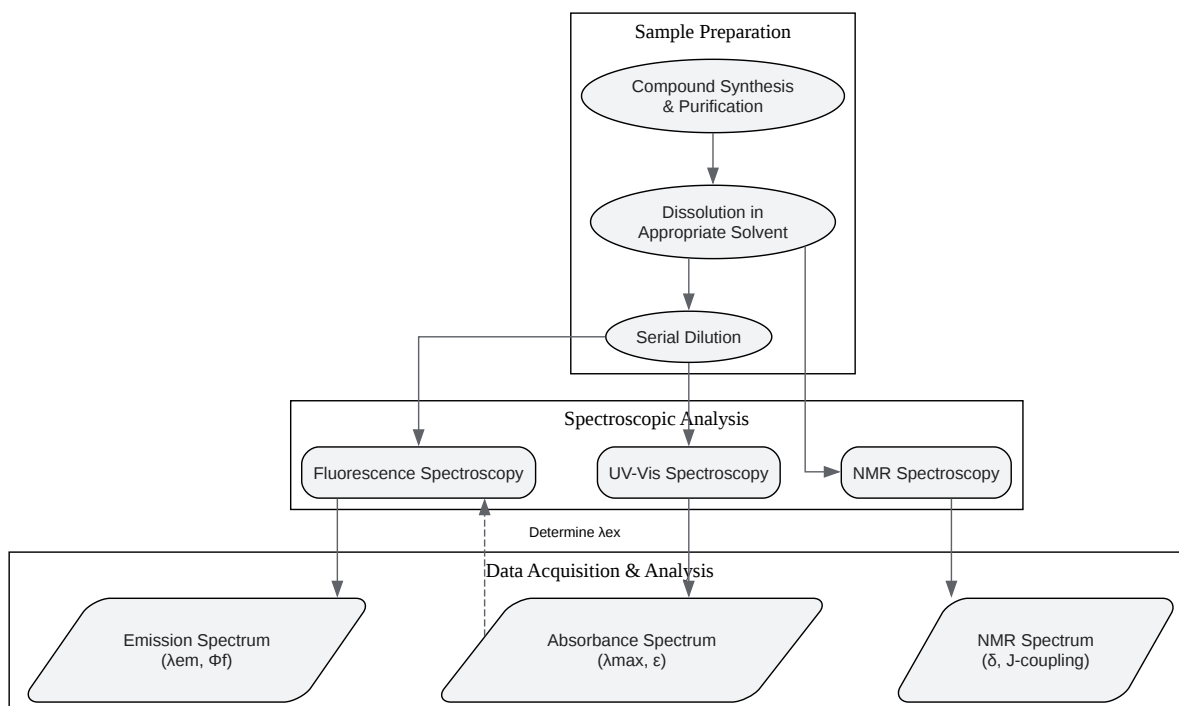 Sample Preparation
Compound Synthesis
& Purification
Dissolution in
Appropriate Solvent
Serial Dilution
Spectroscopic Analysis
Fluorescence Spectroscopy
UV-Vis Spectroscopy
NMR Spectroscopy
Determine λex
Data Acquisition & Analysis
Emission Spectrum
(λem, Φf)
Absorbance Spectrum
(λmax, ε)
NMR Spectrum
(δ, J-coupling)